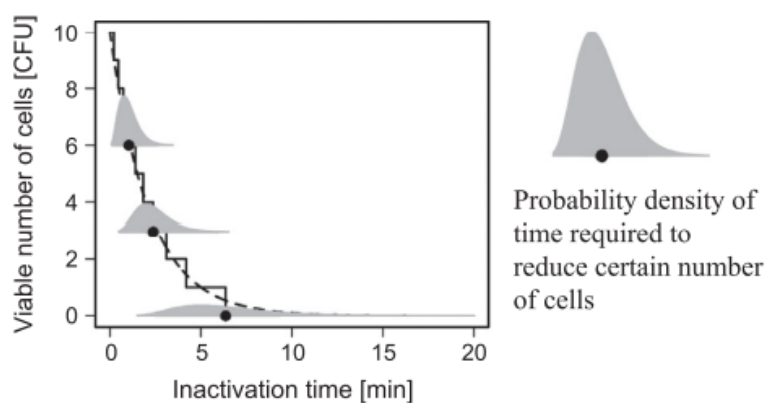 Viable number of cells [CFU]
10
8
6
4
2
0
0 5 10 15 20
Inactivation time [min]
Probability density of
time required to
reduce certain number
of cells